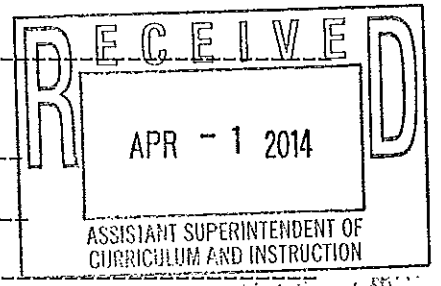 RECEIVED
APR - 1 2014
ASSISTANT SUPERINTENDENT OF
CURRICULUM AND INSTRUCTION